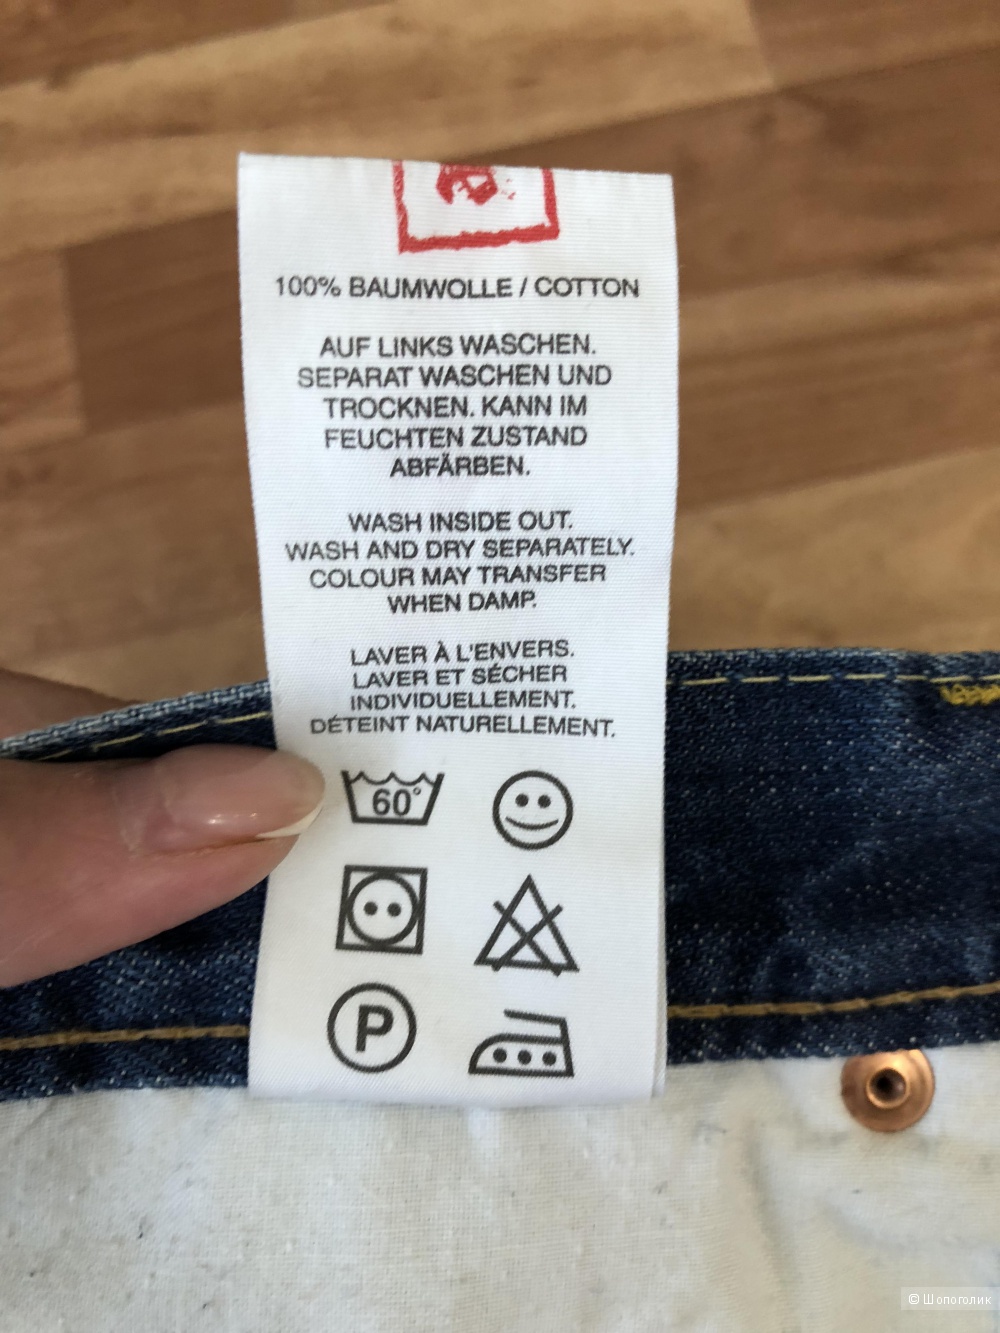 100% BAUMWOLLE / COTTON
AUF LINKS WASCHEN.
SEPARAT WASCHEN UND
TROCKNEN. KANN IM
FEUCHTEN ZUSTAND
ABFÄRBEN.
WASH INSIDE OUT.
WASH AND DRY SEPARATELY.
COLOUR MAY TRANSFER
WHEN DAMP.
LAVER À L'ENVERS.
LAVER ET SÉCHER
INDIVIDUELLEMENT.
DÉTEINT NATURELLEMENT.
60°
P
© Шопоголик